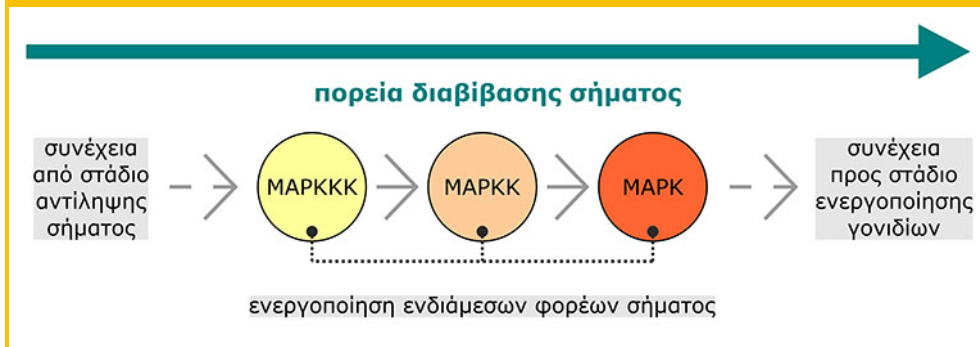 πορεία διαβίβασης σήματος
συνέχεια
από στάδιο
αντίληψης
σήματος
MAPKKK
MAPKK
MAPK
συνέχεια
προς στάδιο
ενεργοποίησης
γονιδίων
ενεργοποίηση ενδιάμεσων φορέων σήματος